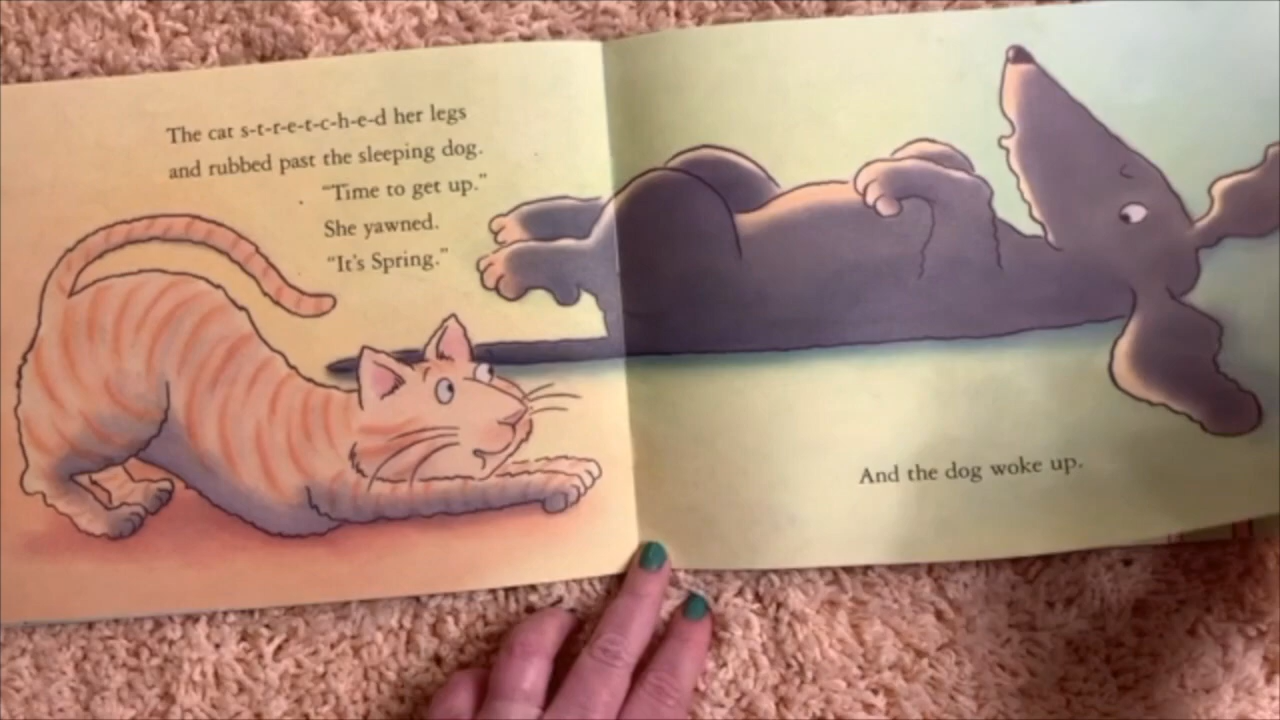 The cat s-t-r-e-t-c-h-e-d her legs
and rubbed past the sleeping dog.
"Time to get up."
She yawned.
"It's Spring."
And the dog woke up.